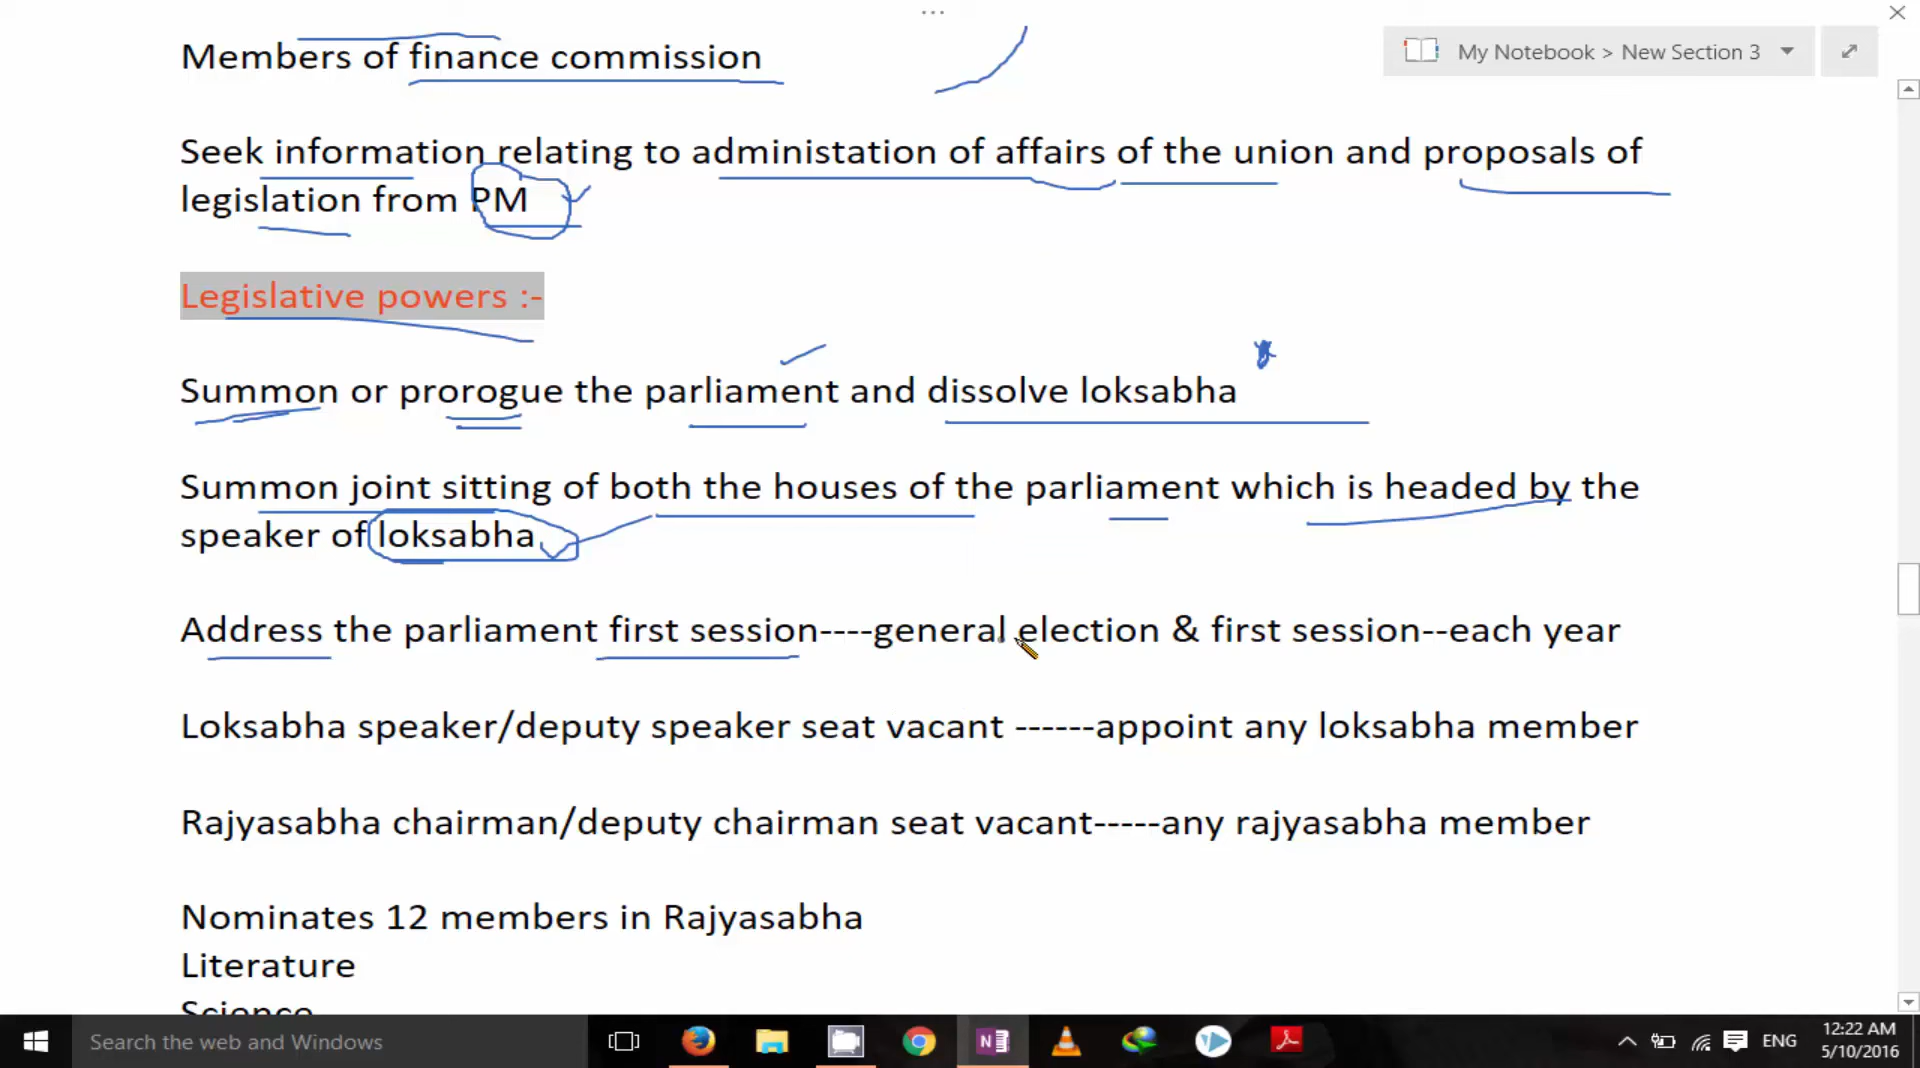 ...
Members of finance commission
My Notebook > New Section 3
Seek information relating to administation of affairs of the union and proposals of
legislation from PM
Legislative powers :-
Summon or prorogue the parliament and dissolve loksabha
Summon joint sitting of both the houses of the parliament which is headed by the
speaker of loksabha
Address the parliament first session----general election & first session--each year
Loksabha speaker/deputy speaker seat vacant ------appoint any loksabha member
Rajyasabha chairman/deputy chairman seat vacant-----any rajyasabha member
Nominates 12 members in Rajyasabha
Literature
Science
Search the web and Windows
N
ENG
12:22 AM
5/10/2016